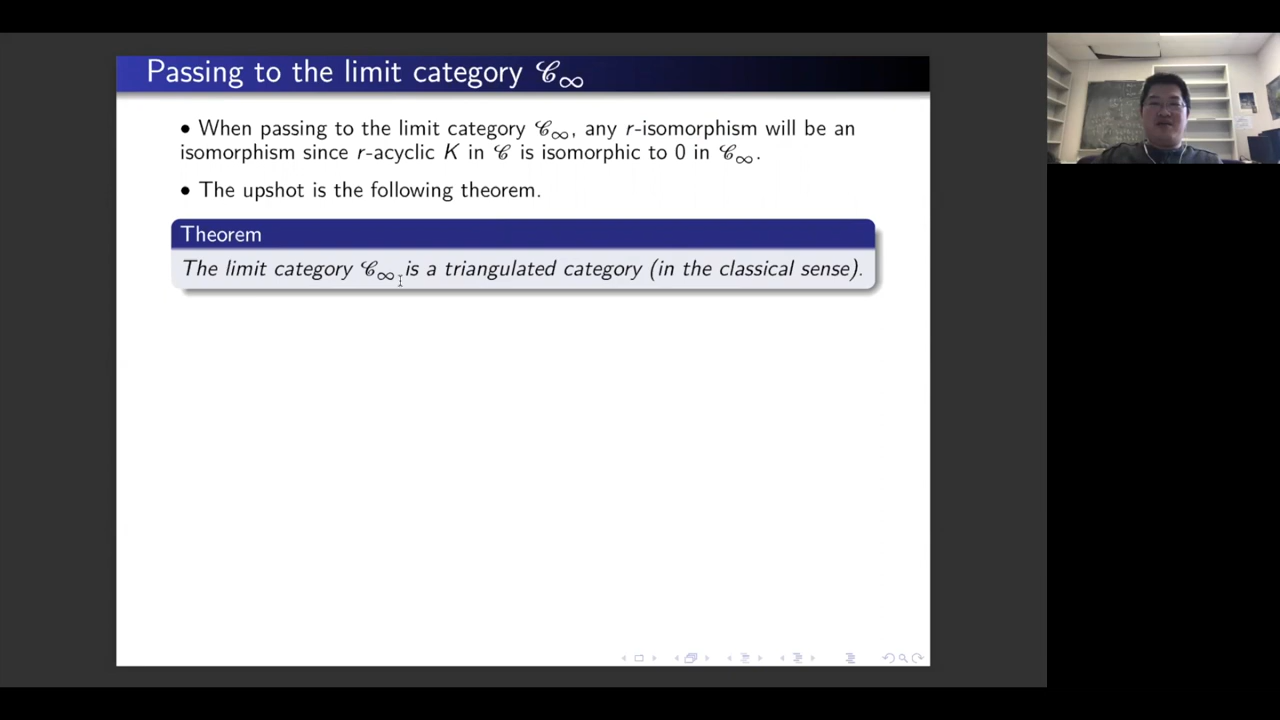 Passing to the limit category 𝒞∞
• When passing to the limit category 𝒞∞, any r-isomorphism will be an
isomorphism since r-acyclic K in 𝒞 is isomorphic to 0 in 𝒞∞.
• The upshot is the following theorem.
Theorem
The limit category 𝒞∞ is a triangulated category (in the classical sense).